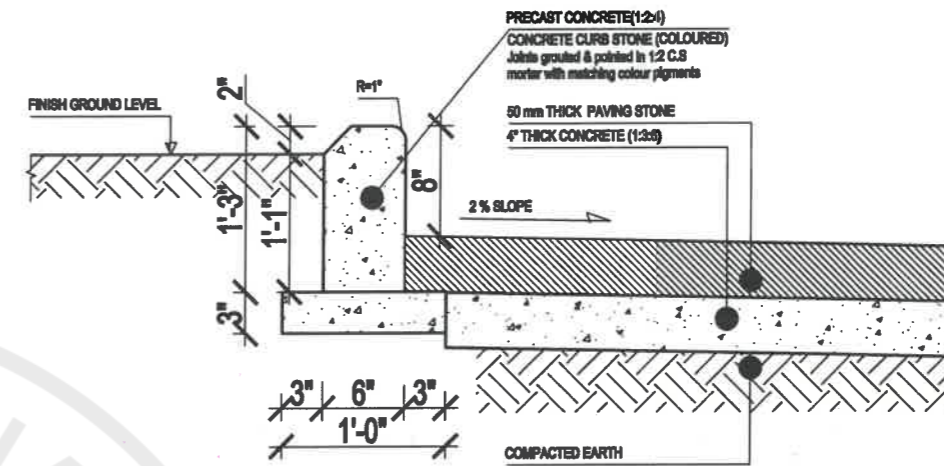 PRECAST CONCRETE(1:2:4)
CONCRETE CURB STONE (COLOURED)
Joints grouted & pointed in 1:2 C.S
morter with matching colour pigments
50 mm THICK PAVING STONE
4" THICK CONCRETE (1:3:6)
FINISH GROUND LEVEL
2"
R=1"
1'-3"
1'-1"
8"
2 % SLOPE
3"
3"
6"
3"
1'-0"
COMPACTED EARTH